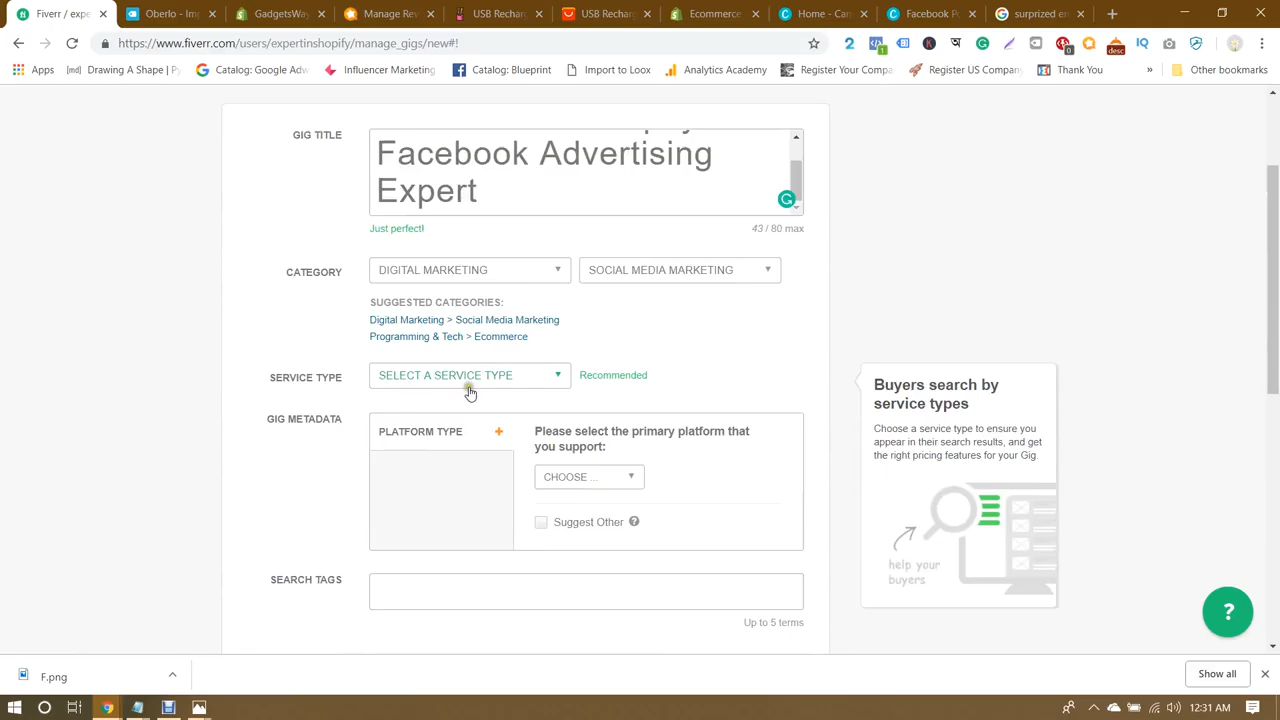 Fiverr / expe
Oberlo - Im
GadgetsWay
Manage Rev
USB Rechar
USB Recharg
Ecommerce
Home - Can
Facebook Po
surprized em
https://www.fiverr.com/users/expertinshopify/manage_gigs/new#!
Apps
Drawing A Shape | P
Catalog: Google Adw
Influencer Marketing
Catalog: Blueprint
Import to Loox
Analytics Academy
Register Your Compa
Register US Company
Thank You
»
Other bookmarks
GIG TITLE
Facebook Advertising
Expert
Just perfect!
43 / 80 max
CATEGORY
DIGITAL MARKETING
SOCIAL MEDIA MARKETING
SUGGESTED CATEGORIES:
Digital Marketing > Social Media Marketing
Programming & Tech > Ecommerce
SERVICE TYPE
SELECT A SERVICE TYPE
Recommended
Buyers search by
service types
Choose a service type to ensure you
appear in their search results, and get
the right pricing features for your Gig.
help your
buyers
GIG METADATA
PLATFORM TYPE +
Please select the primary platform that
you support:
CHOOSE ...
Suggest Other ?
SEARCH TAGS
Up to 5 terms
?
F.png
Show all
12:31 AM